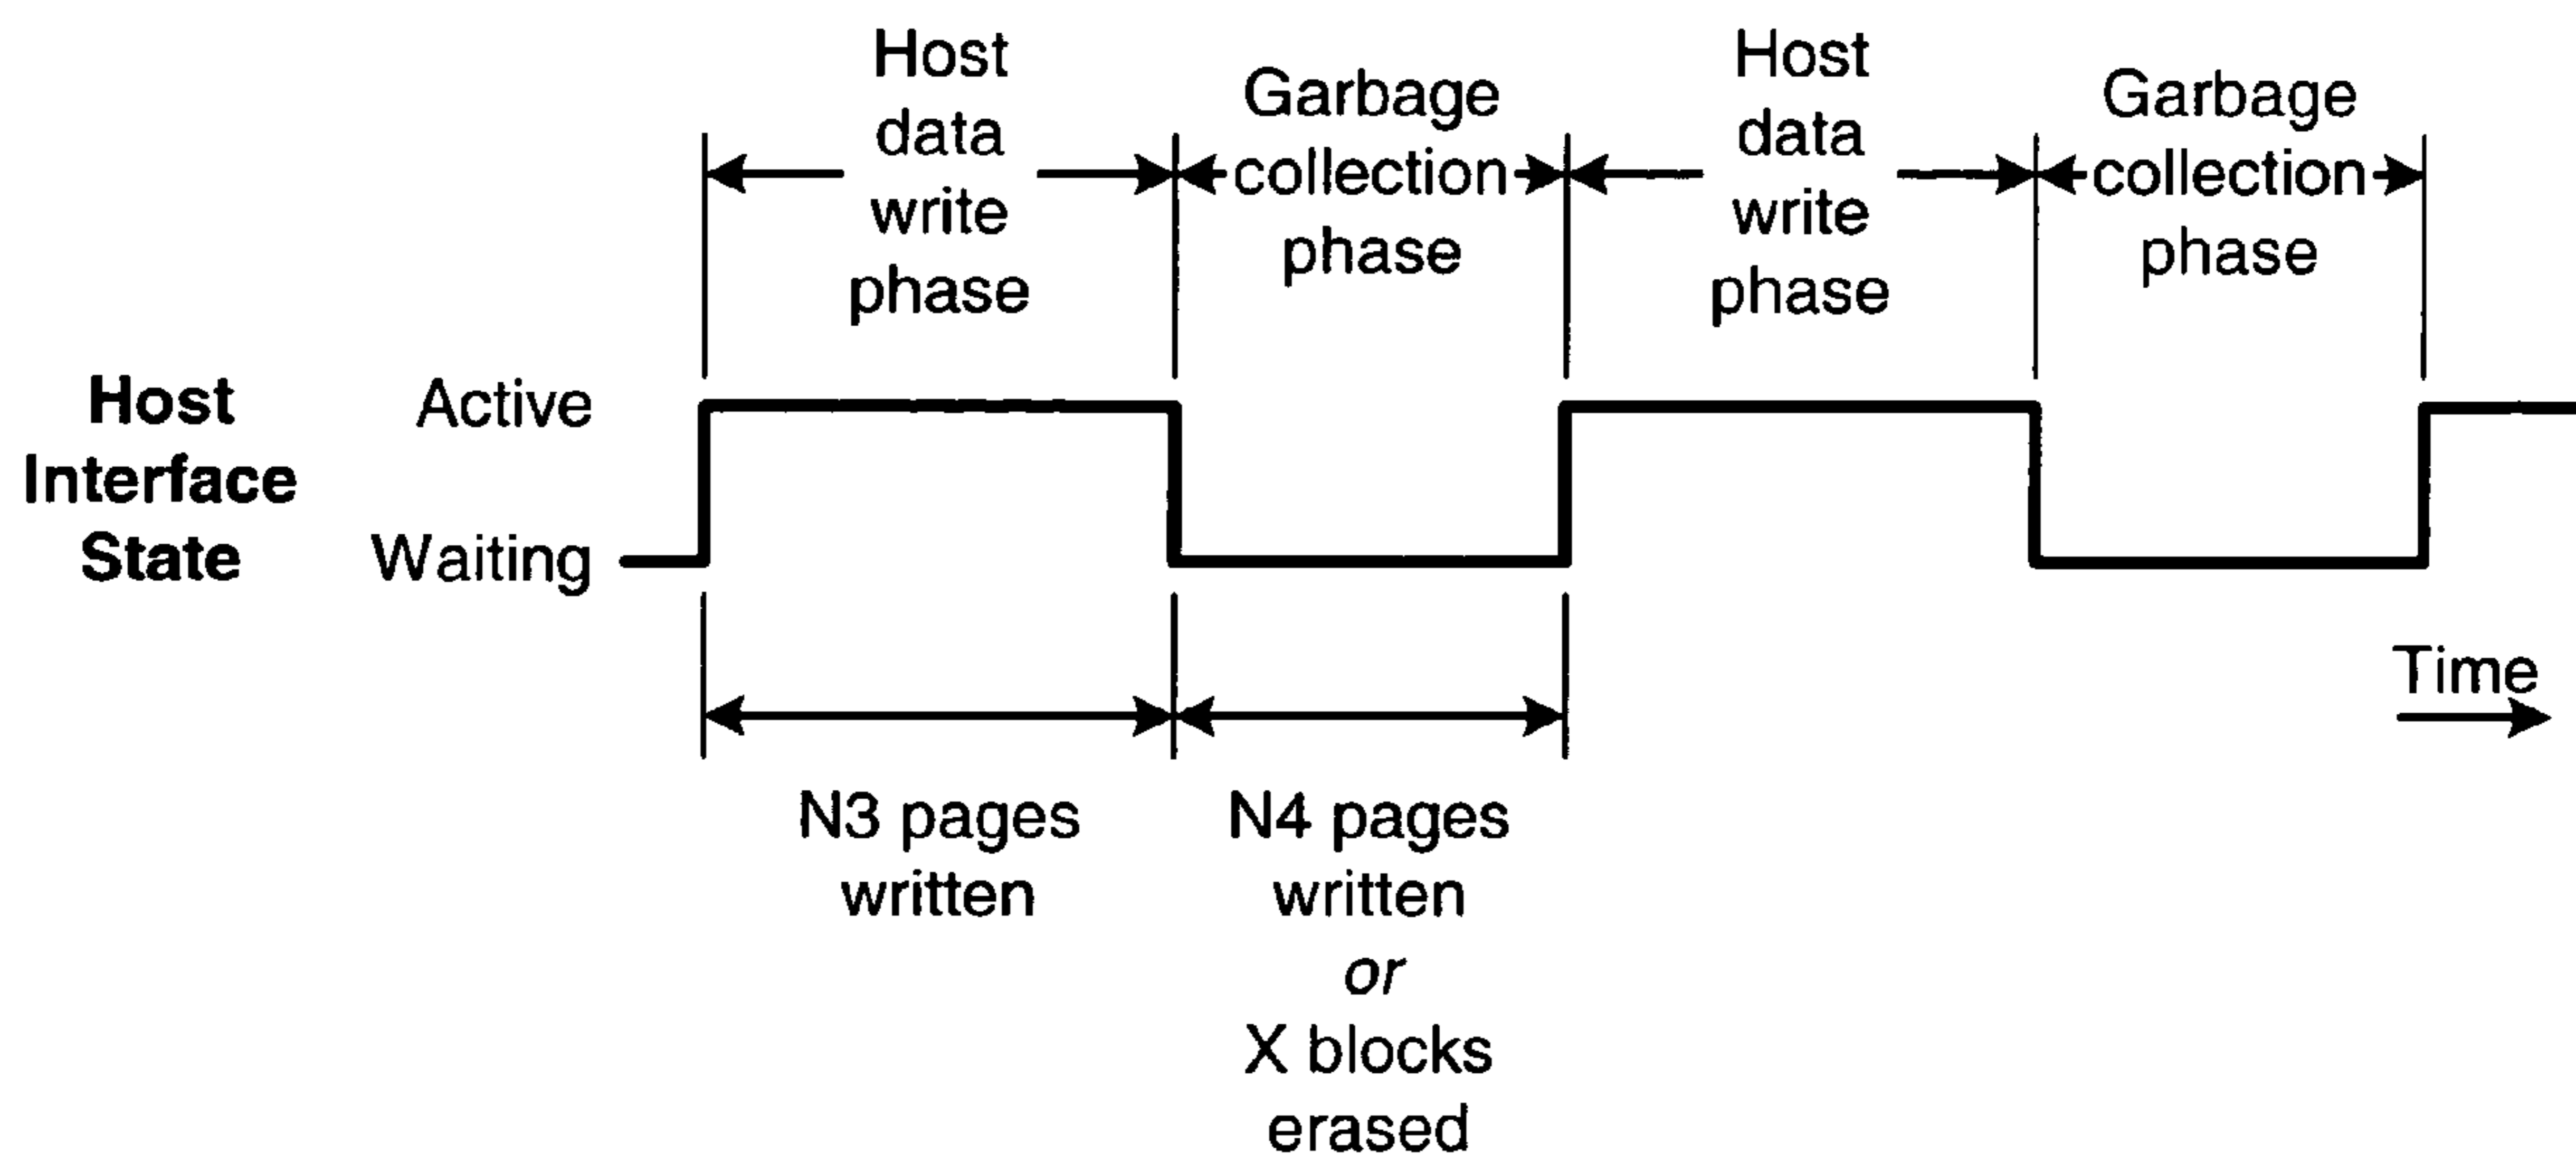 Host
data
write
phase
Garbage
collection
phase
Host
data
write
phase
Garbage
collection
phase
Host
Interface
State
Active
Waiting
Time
N3 pages
written
N4 pages
written
or
X blocks
erased